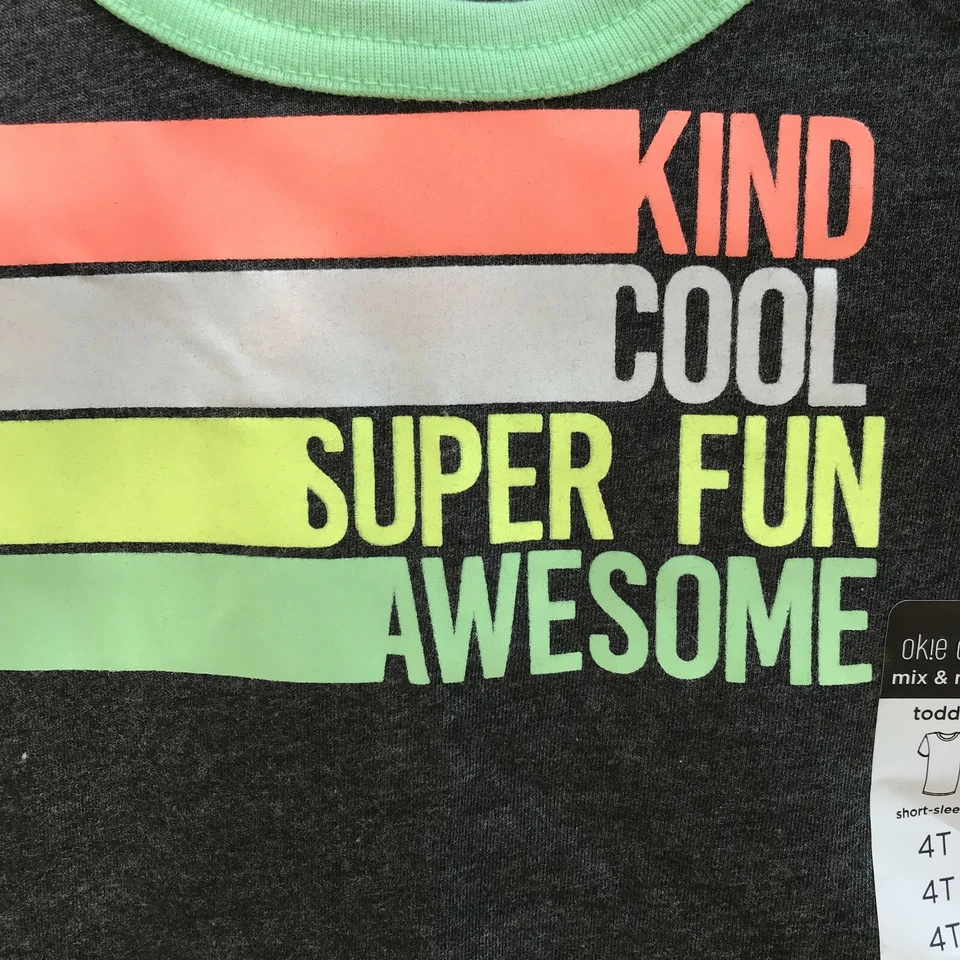 KIND
COOL
SUPER FUN
AWESOME
ok!e
mix &
todd
short-slee
4T
4T
4T